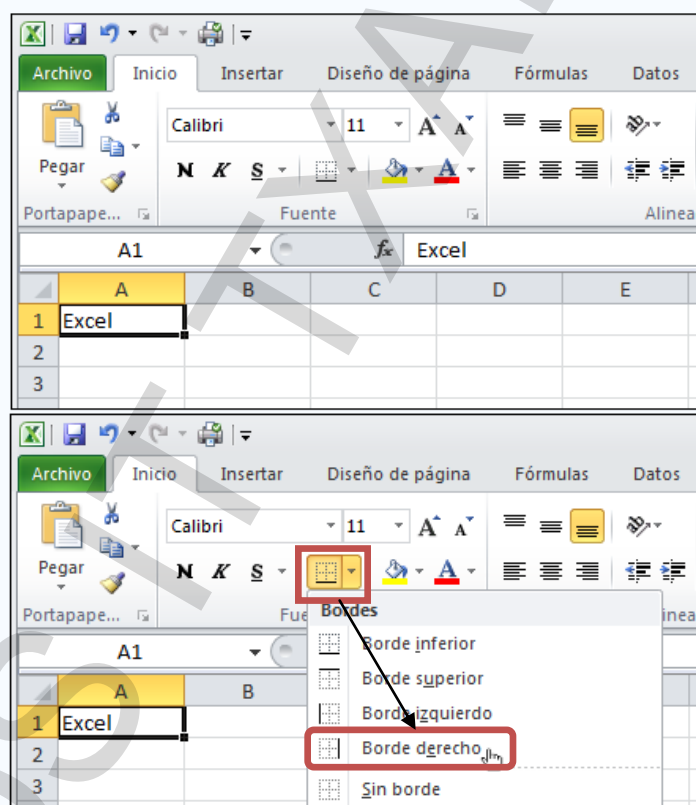 Archivo Inicio Insertar Diseño de página Fórmulas Datos
Calibri 11 A A
Pegar N K S A
Portapape... Fuente Alinea
A1 fx Excel
A B C D E
1 Excel
2
3
Archivo Inicio Insertar Diseño de página Fórmulas Datos
Calibri 11 A A
Pegar N K S A
Portapape... Fue inea
Bordes
A1
Borde inferior
A B
Borde superior
1 Excel
Borde izquierdo
2
Borde derecho
3
Sin borde